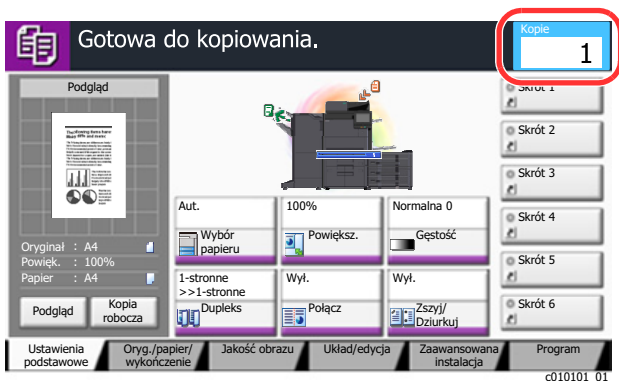 Gotowa do kopiowania.
Kopie
1
Podgląd
Oryginał : A4
Powięk. : 100%
Papier : A4
Podgląd
Kopia
robocza
Aut.
Wybór
papieru
100%
Powiększ.
Normalna 0
Gęstość
1-stronne
>>1-stronne
Dupleks
Wył.
Połącz
Wył.
Zszyj/
Dziurkuj
Skrót 1
Skrót 2
Skrót 3
Skrót 4
Skrót 5
Skrót 6
Ustawienia
podstawowe
Oryg./papier/
wykończenie
Jakość obrazu
Układ/edycja
Zaawansowana
instalacja
Program
c010101_01